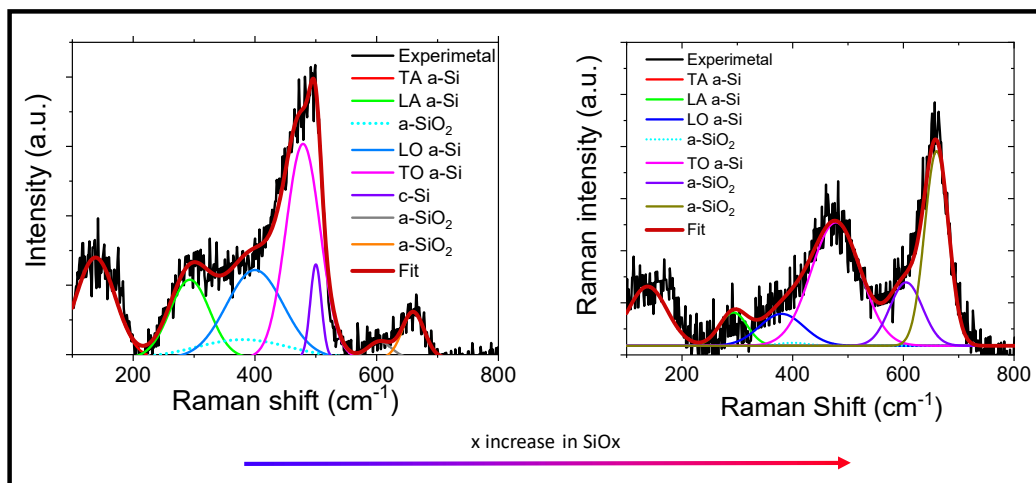 Experimetal
TA a-Si
LA a-Si
a-SiO₂
LO a-Si
TO a-Si
c-Si
a-SiO₂
a-SiO₂
Fit
Intensity (a.u.)
200 400 600 800
Raman shift (cm⁻¹)
Experimetal
TA a-Si
LA a-Si
LO a-Si
a-SiO₂
TO a-Si
a-SiO₂
a-SiO₂
Fit
Raman intensity (a.u.)
200 400 600 800
Raman Shift (cm⁻¹)
x increase in SiOx